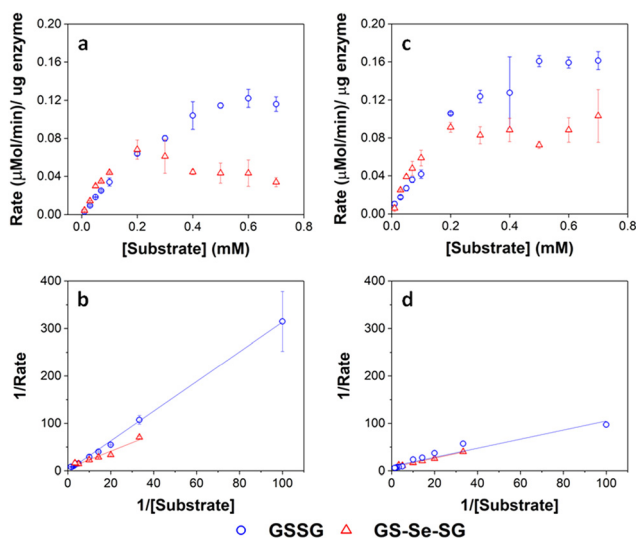 a
Rate (μMol/min)/ ug enzyme
0.20
0.16
0.12
0.08
0.04
0.00
0.0 0.2 0.4 0.6 0.8
[Substrate] (mM)
c
Rate (μMol/min)/ μg enzyme
0.20
0.16
0.12
0.08
0.04
0.00
0.0 0.2 0.4 0.6 0.8
[Substrate] (mM)
b
1/Rate
400
300
200
100
0
0 20 40 60 80 100
1/[Substrate]
d
1/Rate
400
300
200
100
0
0 20 40 60 80 100
1/[Substrate]
GSSG GS-Se-SG